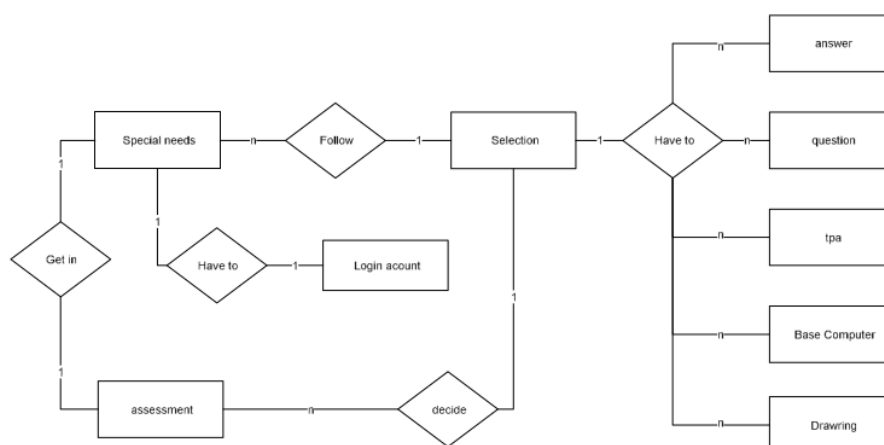 answer
n
Special needs
n
Follow
1
Selection
1
Have to
n
question
1
1
Get in
Have to
1
Login acount
n
tpa
1
n
Base Computer
1
assessment
n
decide
n
Drawring